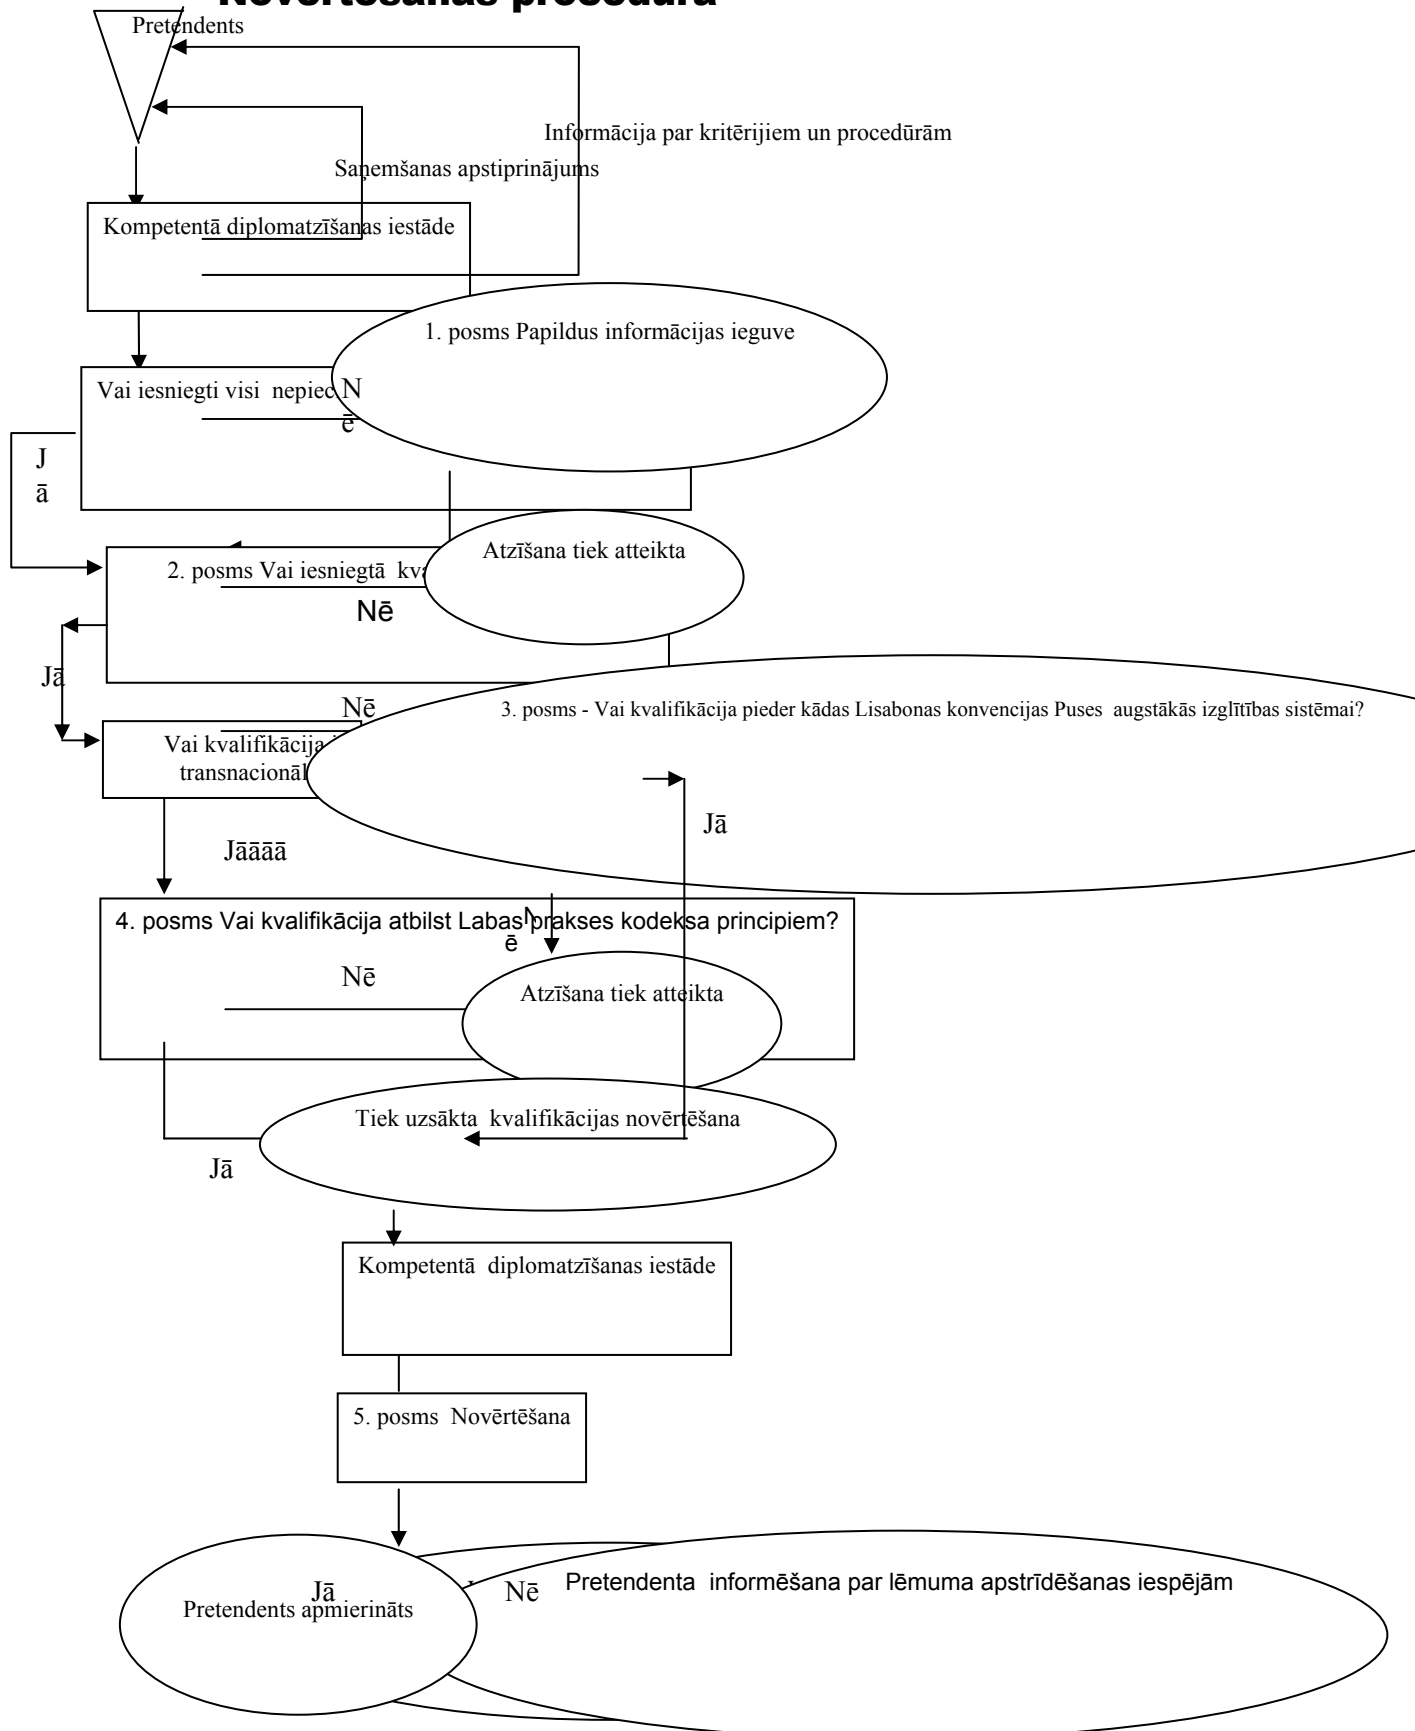 Novērtēšanas procedūra
Pretendents
Informācija par kritērijiem un procedūrām
Saņemšanas apstiprinājums
Kompetentā diplomatzīšanas iestāde
1. posms Papildus informācijas ieguve
Vai iesniegti visi nepiec
N
ē
J
ā
Atzīšana tiek atteikta
2. posms Vai iesniegtā kva
Nē
Jā
Nē
3. posms - Vai kvalifikācija pieder kādas Lisabonas konvencijas Puses augstākās izglītības sistēmai?
Vai kvalifikācija
transnacionāl
Jā
Jāāāā
4. posms Vai kvalifikācija atbilst Labas prakses kodeksa principiem?
ē
Nē
Atzīšana tiek atteikta
Tiek uzsākta kvalifikācijas novērtēšana
Jā
Kompetentā diplomatzīšanas iestāde
5. posms Novērtēšana
Jā
Nē
Pretendenta informēšana par lēmuma apstrīdēšanas iespējām
Pretendents apmierināts